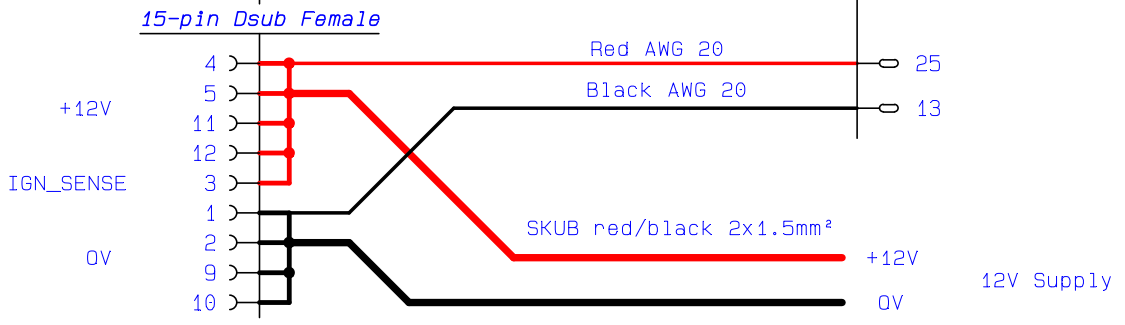 15-pin Dsub Female
4
Red AWG 20
25
5
Black AWG 20
+12V
13
11
12
IGN_SENSE
3
1
SKUB red/black 2x1.5mm²
2
0V
+12V
9
12V Supply
10
0V